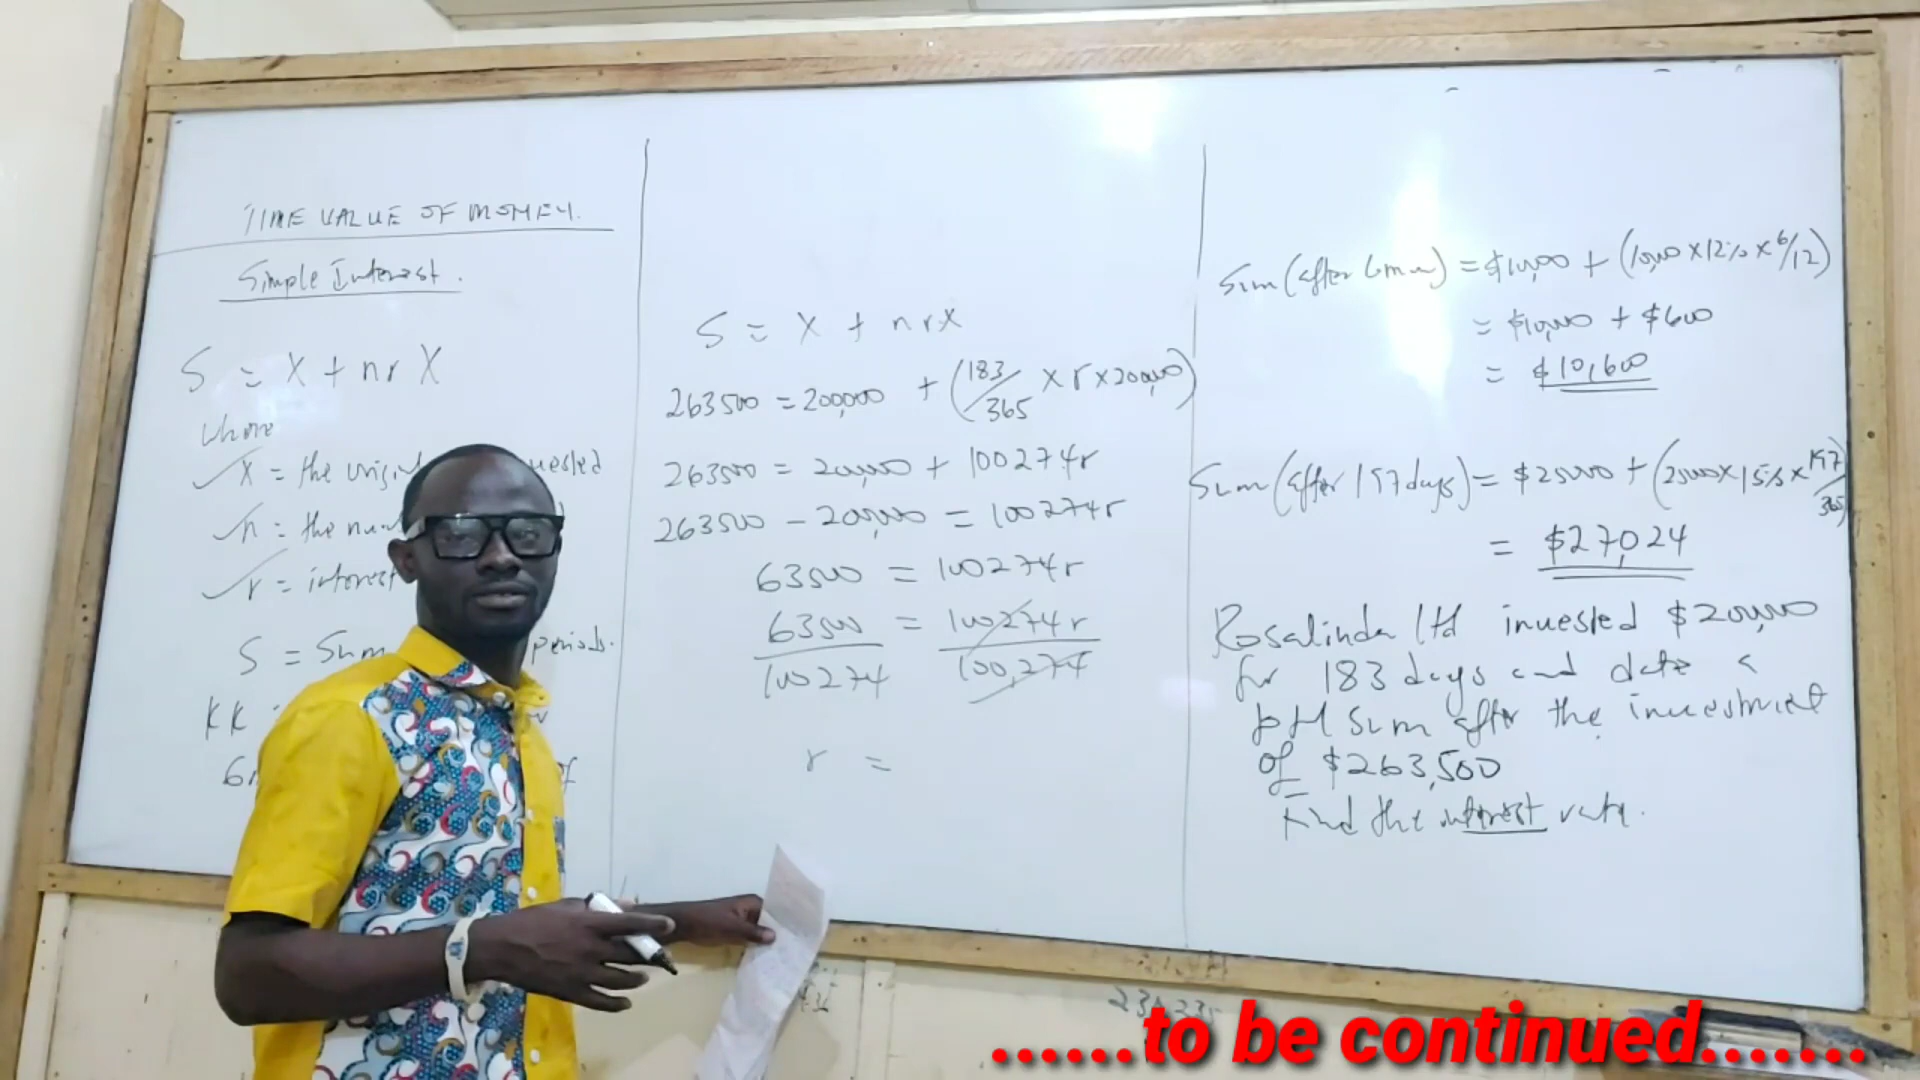 TIME VALUE OF MONEY.
Simple Interest.
S = X + nr X
where
X = the
n = the
r = interest
S = Sum periods.
KK
S = X + nrX
263500 = 200,000 + (183/365 × r × 200,000)
263500 = 200,000 + 100274r
263500 - 200,000 = 100274r
63500 = 100274r
63500 = 100274r
100274 100,274
r =
Sum (after 6 ) = $10,000 + (10,000 × 12% × 6/12)
= $10,000 + $600
= $10,600
Sum (after 197 days) = $25000 + (25000 × 15% × 197/365)
= $27,024
Rosalinda ltd invested $200,000
for 183 days and
sum after the investment
of $263,500
Find the interest rate.
......to be continued.......